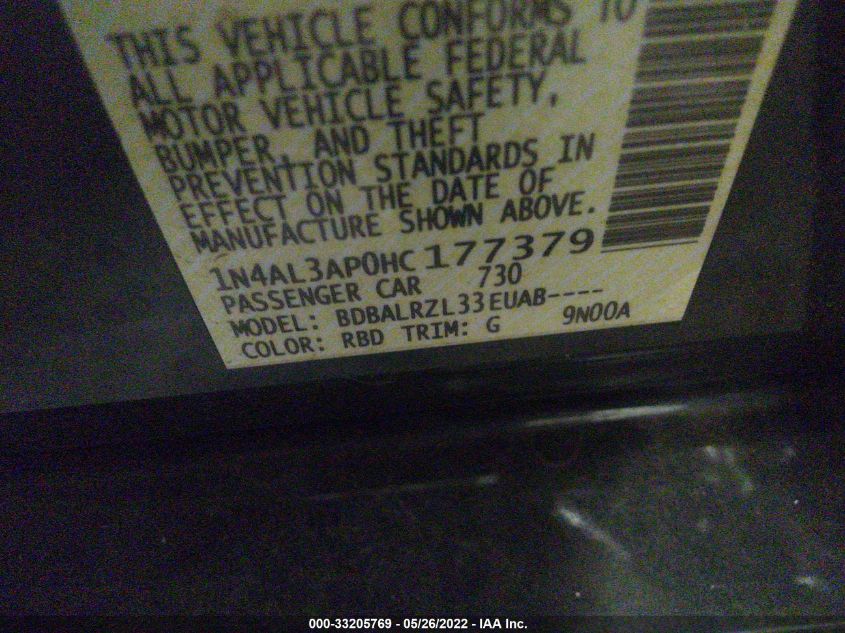 THIS VEHICLE CONFORMS TO
ALL APPLICABLE FEDERAL
MOTOR VEHICLE SAFETY,
BUMPER, AND THEFT
PREVENTION STANDARDS IN
EFFECT ON THE DATE OF
MANUFACTURE SHOWN ABOVE.
1N4AL3AP0HC177379
PASSENGER CAR 730
MODEL: BDBALRZL33EUAB----
COLOR: RBD TRIM: G 9N00A
000-33205769 - 05/26/2022 - IAA Inc.